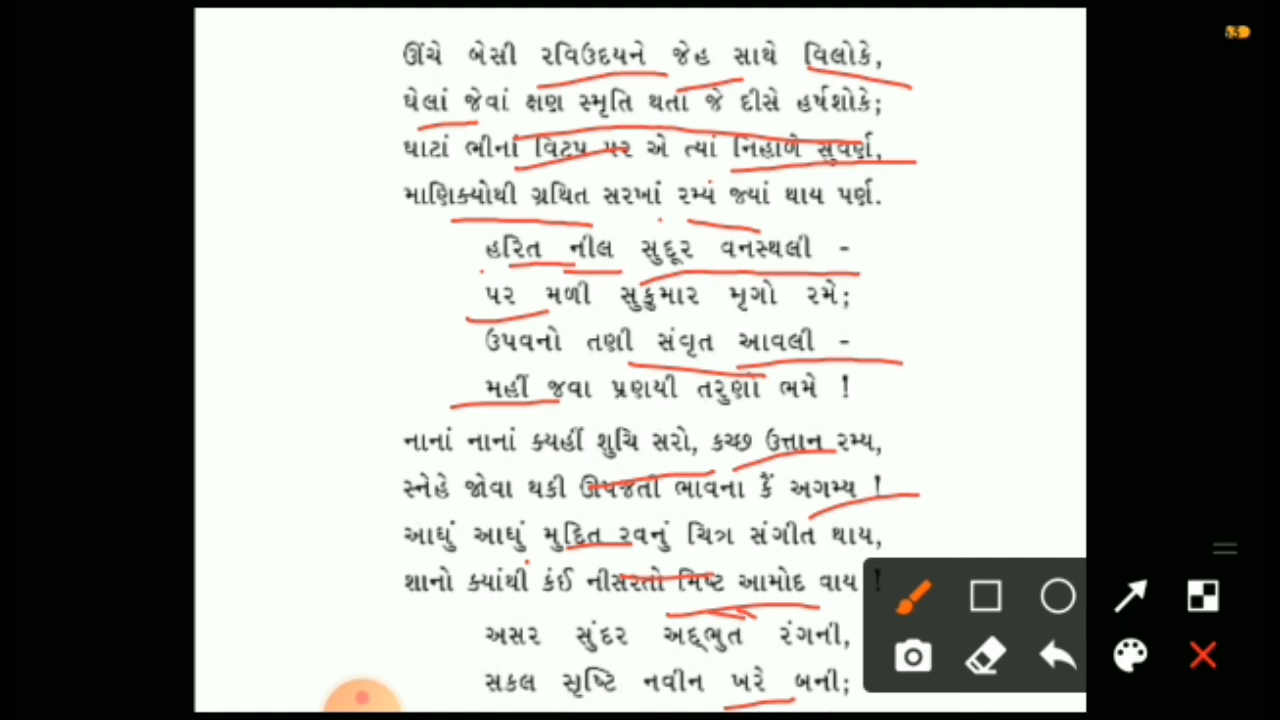 ઊંચે બેસી રવિઉદયને જેહ સાથે વિલોકે,
ઘેલાં જેવાં ક્ષણ સ્મૃતિ થતાં જે દીસે હર્ષશોકે;
ઘાટાં ભીનાં વિટપ પર એ ત્યાં નિહાળે સુવર્ણ,
માણિક્યોથી ગ્રથિત સરખાં રમ્ય જ્યાં થાય પર્ણ.
હરિત નીલ સુદૂર વનસ્થલી -
પર મળી સુકુમાર મૃગો રમે;
ઉપવનો તણી સંવૃત આવલી -
મહીં જવા પ્રણયી તરુણો ભમે !
નાનાં નાનાં ક્યહીં શુચિ સરો, કચ્છ ઉત્તાન રમ્ય,
સ્નેહે જોવા થકી ઊપજતી ભાવના કૈં અગમ્ય !
આઘું આઘું મુદિત રવનું ચિત્ર સંગીત થાય,
શાનો ક્યાંથી કંઈ નીસરતો મિષ્ટ આમોદ વાય !
અસર સુંદર અદ્ભુત રંગની,
સકલ સૃષ્ટિ નવીન ખરે બની;